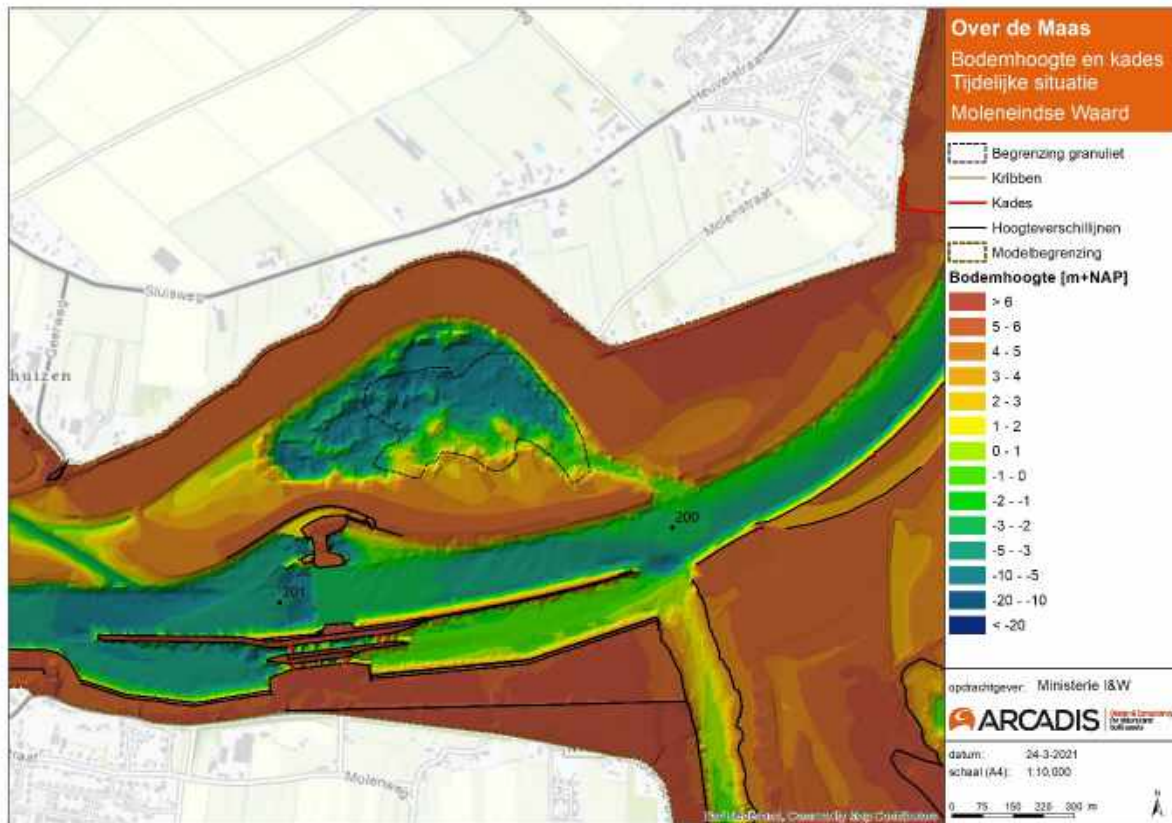 Over de Maas
Bodemhoogte en kades
Tijdelijke situatie
Moleneindse Waard
Begrenzing granuliet
Kribben
Kades
Hoogteverschillijnen
Modelbegrenzing
Bodemhoogte [m+NAP]
> 6
5 - 6
4 - 5
3 - 4
2 - 3
1 - 2
0 - 1
-1 - 0
-2 - -1
-3 - -2
-5 - -3
-10 - -5
-20 - -10
< -20
opdrachtgever: Ministerie I&W
ARCADIS
datum: 24-3-2021
schaal (A4): 1:10,000
0 75 150 225 300 m
N
Heuvelstraat
Molenstraat
Sluisweg
huizen
200
201
Molenweg
straat